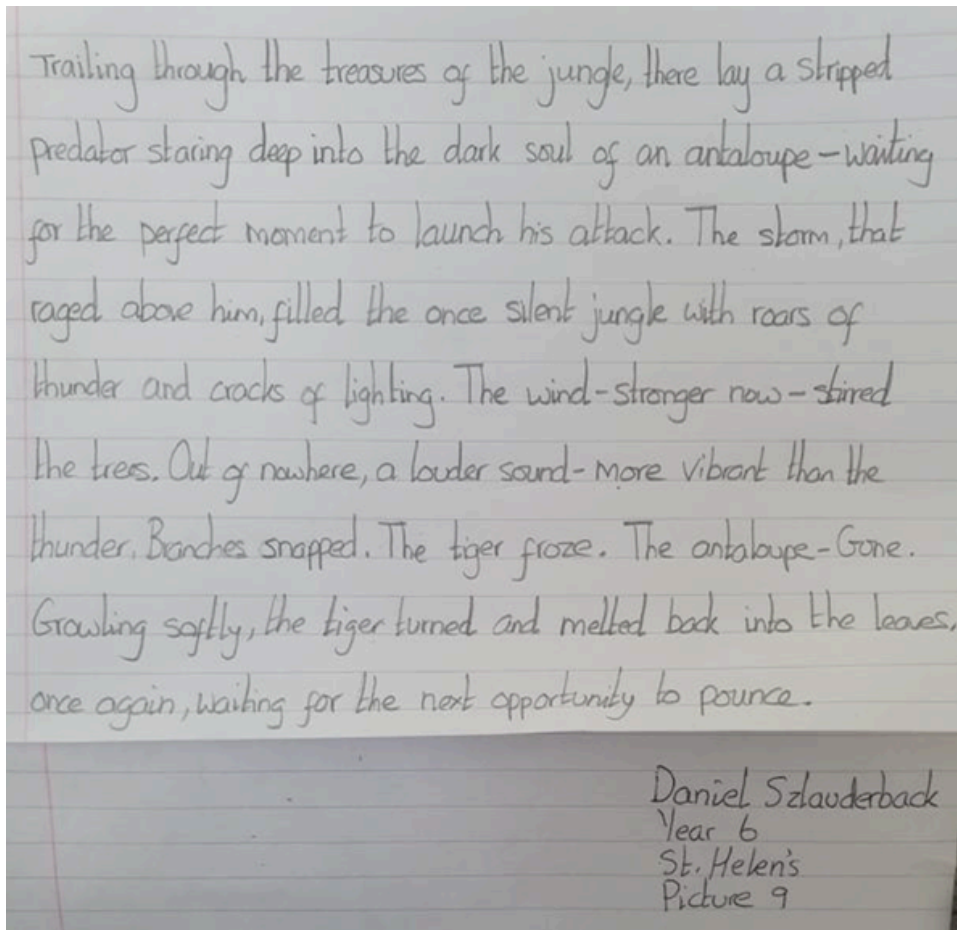 Trailing through the treasures of the jungle, there lay a stripped
predator staring deep into the dark soul of an antaloupe - waiting
for the perfect moment to launch his attack. The storm, that
raged above him, filled the once silent jungle with roars of
thunder and cracks of lighting. The wind - stronger now - stirred
the trees. Out of nowhere, a louder sound - more vibrant than the
thunder. Branches snapped. The tiger froze. The antaloupe - Gone.
Growling softly, the tiger turned and melted back into the leaves,
once again, waiting for the next opportunity to pounce.
Daniel Szlauderback
Year 6
St. Helen's
Picture 9